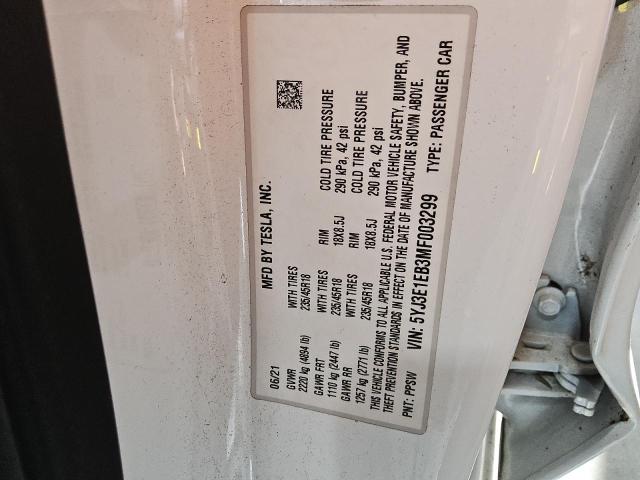 MFD BY TESLA, INC.
06/21
GVWR
2220 kg (4894 lb)
WITH TIRES
235/45R18
RIM
18X8.5J
COLD TIRE PRESSURE
290 kPa, 42 psi
GAWR FRT
1110 kg (2447 lb)
WITH TIRES
235/45R18
RIM
18X8.5J
COLD TIRE PRESSURE
290 kPa, 42 psi
GAWR RR
1257 kg (2771 lb)
WITH TIRES
235/45R18
THIS VEHICLE CONFORMS TO ALL APPLICABLE U.S. FEDERAL MOTOR VEHICLE SAFETY, BUMPER, AND
THEFT PREVENTION STANDARDS IN EFFECT ON THE DATE OF MANUFACTURE SHOWN ABOVE.
PNT: PPSW VIN: 5YJ3E1EB3MF003299 TYPE: PASSENGER CAR